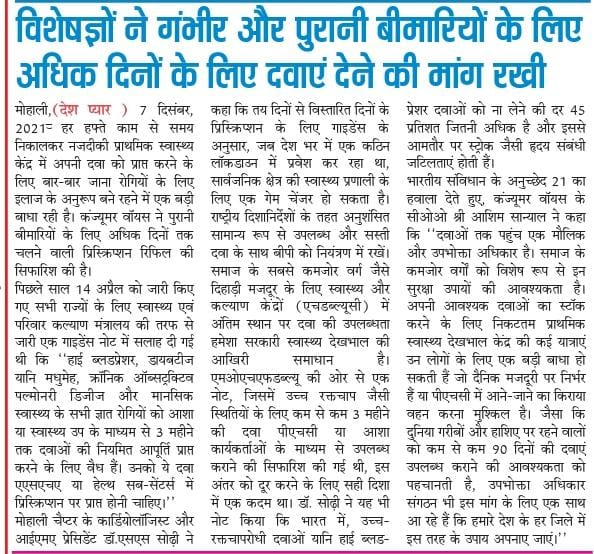 विशेषज्ञों ने गंभीर और पुरानी बीमारियों के लिए
अधिक दिनों के लिए दवाएं देने की मांग रखी
मोहाली,(देश प्यार ) 7 दिसंबर,
2021– हर हफ्ते काम से समय
निकालकर नजदीकी प्राथमिक स्वास्थ्य
केंद्र में अपनी दवा को प्राप्त करने के
लिए बार-बार जाना रोगियों के लिए
इलाज के अनुरूप बने रहने में एक बड़ी
बाधा रही है। कंज्यूमर वॉयस ने पुरानी
बीमारियों के लिए अधिक दिनों तक
चलने वाली प्रिस्क्रिप्शन रिफिल की
सिफारिश की है।
पिछले साल 14 अप्रैल को जारी किए
गए सभी राज्यों के लिए स्वास्थ्य एवं
परिवार कल्याण मंत्रालय की तरफ से
जारी एक गाइडेंस नोट में सलाह दी गई
थी कि ‘‘हाई ब्लडप्रेशर, डायबटीज
यानि मधुमेह, क्रॉनिक ऑब्सट्रक्टिव
पल्मोनरी डिजीज और मानसिक
स्वास्थ्य के सभी ज्ञात रोगियों को आशा
या स्वास्थ्य उप के माध्यम से 3 महीने
तक दवाओं की नियमित आपूर्ति प्राप्त
करने के लिए वैध हैं। उनको ये दवा
एएसएचए या हेल्थ सब-सेंटर्स में
प्रिस्क्रिप्शन पर प्राप्त होनी चाहिए।’’
मोहाली चैप्टर के कार्डियोलॉजिस्ट और
आईएमए प्रेसिडेंट डॉ.एसएस सोढ़ी ने
कहा कि तय दिनों से विस्तारित दिनों के
प्रिस्क्रिप्शन के लिए गाइडेंस के
अनुसार, जब देश भर में एक कठिन
लॉकडाउन में प्रवेश कर रहा था,
सार्वजनिक क्षेत्र की स्वास्थ्य प्रणाली के
लिए एक गेम चेंजर हो सकता है।
राष्ट्रीय दिशानिर्देशों के तहत अनुशंसित
सामान्य रूप से उपलब्ध और सस्ती
दवा के साथ बीपी को नियंत्रण में रखें।
समाज के सबसे कमजोर वर्ग जैसे
दिहाड़ी मजदूर के लिए स्वास्थ्य और
कल्याण केंद्रों (एचडब्ल्यूसी) में
अंतिम स्थान पर दवा की उपलब्धता
हमेशा सरकारी स्वास्थ्य देखभाल की
आखिरी समाधान है।
एमओएचएफडब्ल्यू की ओर से एक
नोट, जिसमें उच्च रक्तचाप जैसी
स्थितियों के लिए कम से कम 3 महीने
की दवा पीएचसी या आशा
कार्यकर्ताओं के माध्यम से उपलब्ध
कराने की सिफारिश की गई थी, इस
अंतर को दूर करने के लिए सही दिशा
में एक कदम था। डॉ. सोढ़ी ने यह भी
नोट किया कि भारत में, उच्च-
रक्तचापरोधी दवाओं यानि हाई ब्लड-
प्रेशर दवाओं को ना लेने की दर 45
प्रतिशत जितनी अधिक है और इससे
आमतौर पर स्ट्रोक जैसी हृदय संबंधी
जटिलताएं होती हैं।
भारतीय संविधान के अनुच्छेद 21 का
हवाला देते हुए, कंज्यूमर वॉयस के
सीओओ श्री आशिम सान्याल ने कहा
कि ‘‘दवाओं तक पहुंच एक मौलिक
और उपभोक्ता अधिकार है। समाज के
कमजोर वर्गों को विशेष रूप से इन
सुरक्षा उपायों की आवश्यकता है।
अपनी आवश्यक दवाओं का स्टॉक
करने के लिए निकटतम प्राथमिक
स्वास्थ्य देखभाल केंद्र की कई यात्राएं
उन लोगों के लिए एक बड़ी बाधा हो
सकती हैं जो दैनिक मजदूरी पर निर्भर
हैं या पीएचसी में आने-जाने का किराया
वहन करना मुश्किल है। जैसा कि
दुनिया गरीबों और हाशिए पर रहने वालों
को कम से कम 90 दिनों की दवाएं
उपलब्ध कराने की आवश्यकता को
पहचानती है, उपभोक्ता अधिकार
संगठन भी इस मांग के लिए एक साथ
आ रहे हैं कि हमारे देश के हर जिले में
इस तरह के उपाय अपनाए जाएं।’’